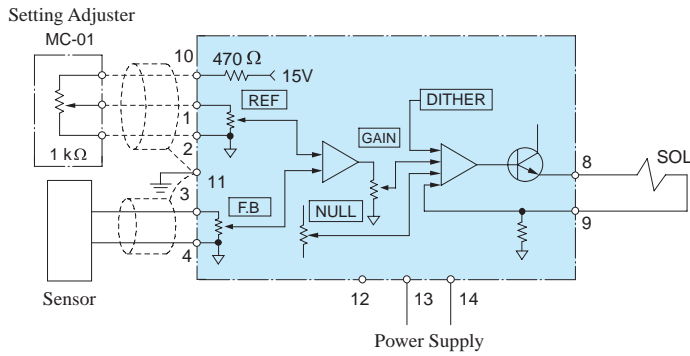 Setting Adjuster
MC-01
10
470 Ω
15V
REF
DITHER
1
GAIN
1 kΩ
2
8
SOL
11
3
F.B
NULL
9
4
Sensor
12
13
14
Power Supply